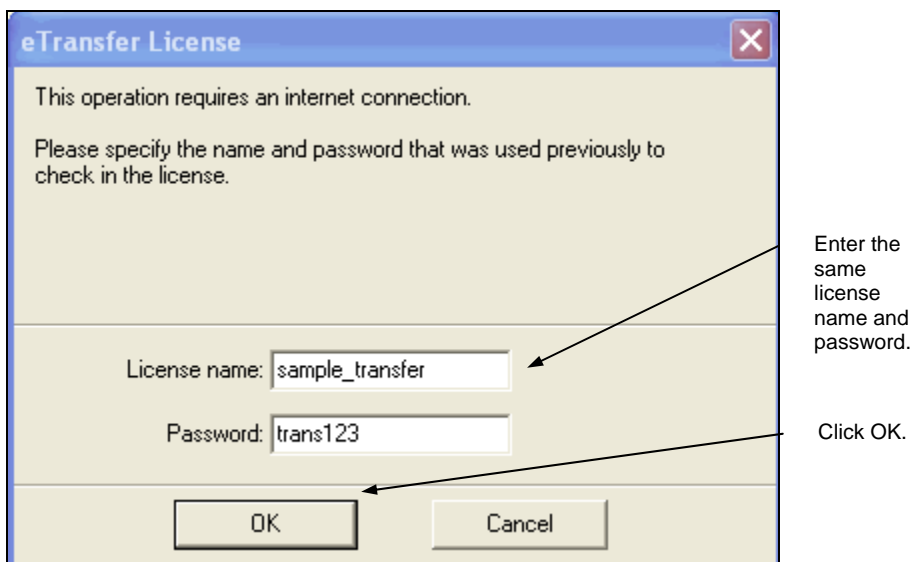 eTransfer License
This operation requires an internet connection.
Please specify the name and password that was used previously to
check in the license.
License name: sample_transfer
Password: trans123
OK Cancel
Enter the
same
license
name and
password.
Click OK.